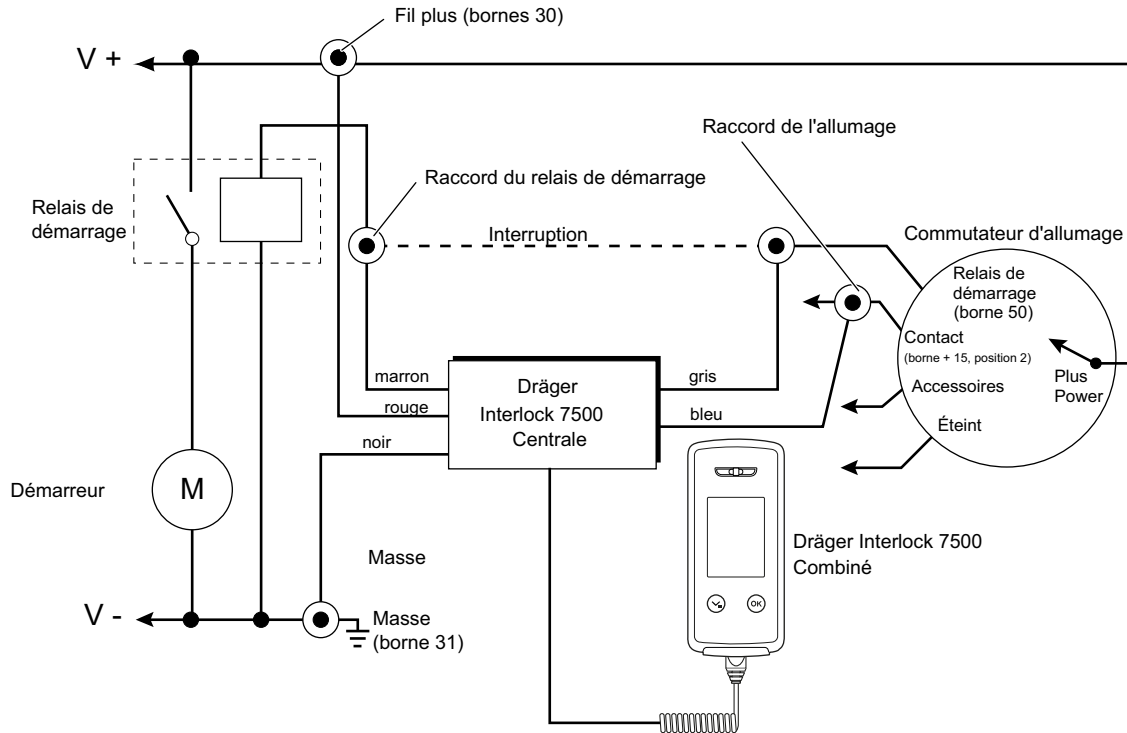 Fil plus (bornes 30)
V +
Raccord de l'allumage
Raccord du relais de démarrage
Relais de
démarrage
Interruption
Commutateur d'allumage
Relais de
démarrage
(borne 50)
Contact
(borne + 15, position 2)
Plus
Power
Accessoires
Éteint
marron
rouge
noir
Dräger
Interlock 7500
Centrale
gris
bleu
Démarreur
M
Masse
Dräger Interlock 7500
Combiné
OK
V -
Masse
(borne 31)